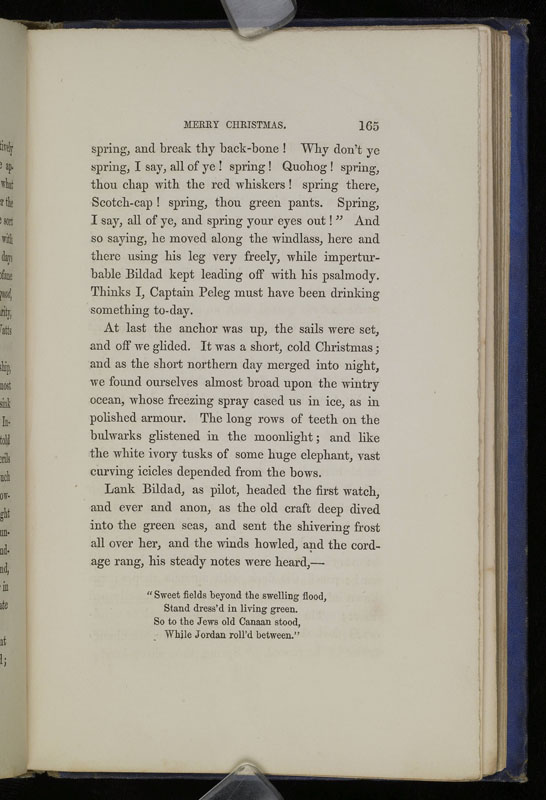 MERRY CHRISTMAS. 165
spring, and break thy back-bone! Why don't ye
spring, I say, all of ye! spring! Quohog! spring,
thou chap with the red whiskers! spring there,
Scotch-cap! spring, thou green pants. Spring,
I say, all of ye, and spring your eyes out!" And
so saying, he moved along the windlass, here and
there using his leg very freely, while impertur-
bable Bildad kept leading off with his psalmody.
Thinks I, Captain Peleg must have been drinking
something to-day.
At last the anchor was up, the sails were set,
and off we glided. It was a short, cold Christmas;
and as the short northern day merged into night,
we found ourselves almost broad upon the wintry
ocean, whose freezing spray cased us in ice, as in
polished armour. The long rows of teeth on the
bulwarks glistened in the moonlight; and like
the white ivory tusks of some huge elephant, vast
curving icicles depended from the bows.
Lank Bildad, as pilot, headed the first watch,
and ever and anon, as the old craft deep dived
into the green seas, and sent the shivering frost
all over her, and the winds howled, and the cord-
age rang, his steady notes were heard,—
"Sweet fields beyond the swelling flood,
Stand dress'd in living green.
So to the Jews old Canaan stood,
While Jordan roll'd between."